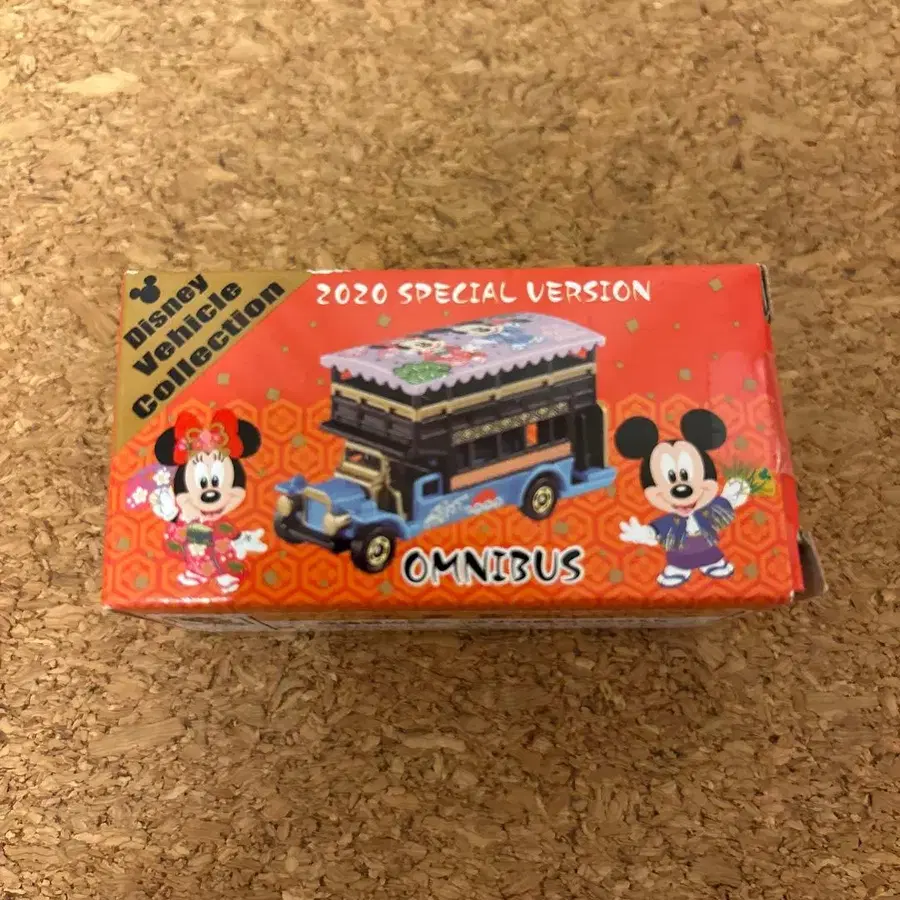 Disney
Vehicle
Collection
2020 SPECIAL VERSION
OMNIBUS